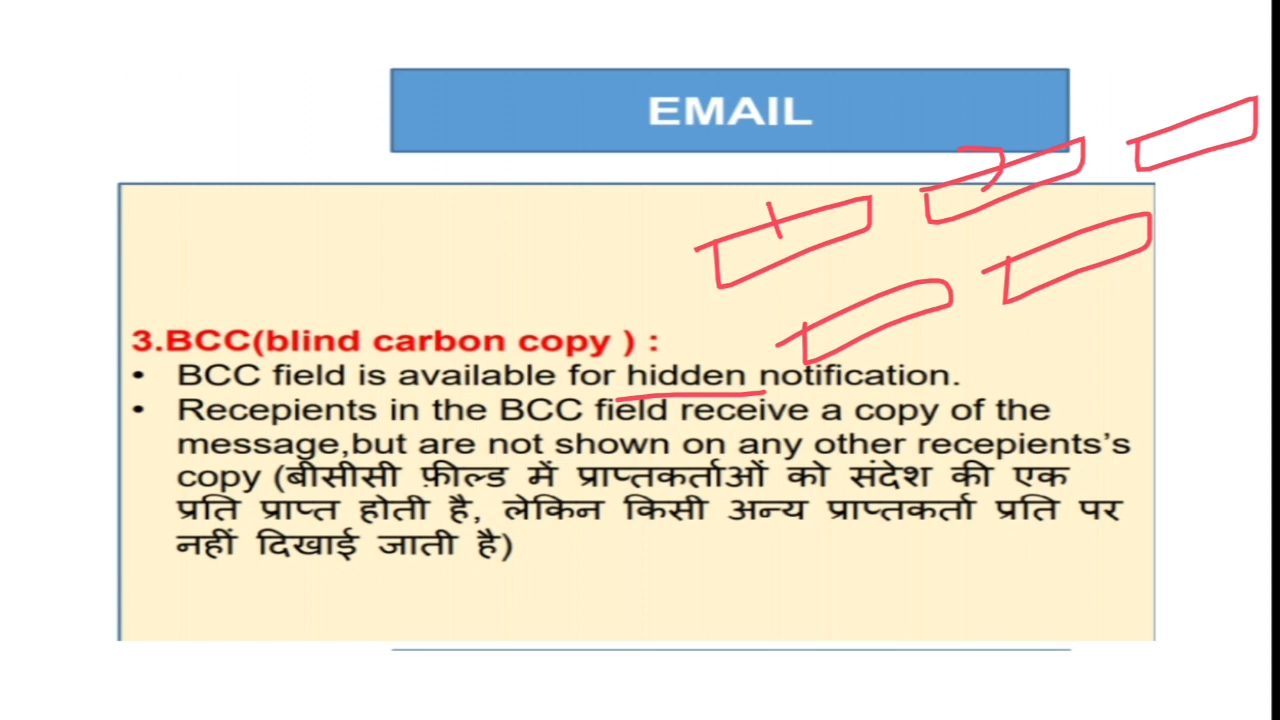 EMAIL
3.BCC(blind carbon copy ) :
• BCC field is available for hidden notification.
• Recepients in the BCC field receive a copy of the
message,but are not shown on any other recepients’s
copy (बीसीसी फ़ील्ड में प्राप्तकर्ताओं को संदेश की एक
प्रति प्राप्त होती है, लेकिन किसी अन्य प्राप्तकर्ता प्रति पर
नहीं दिखाई जाती है)